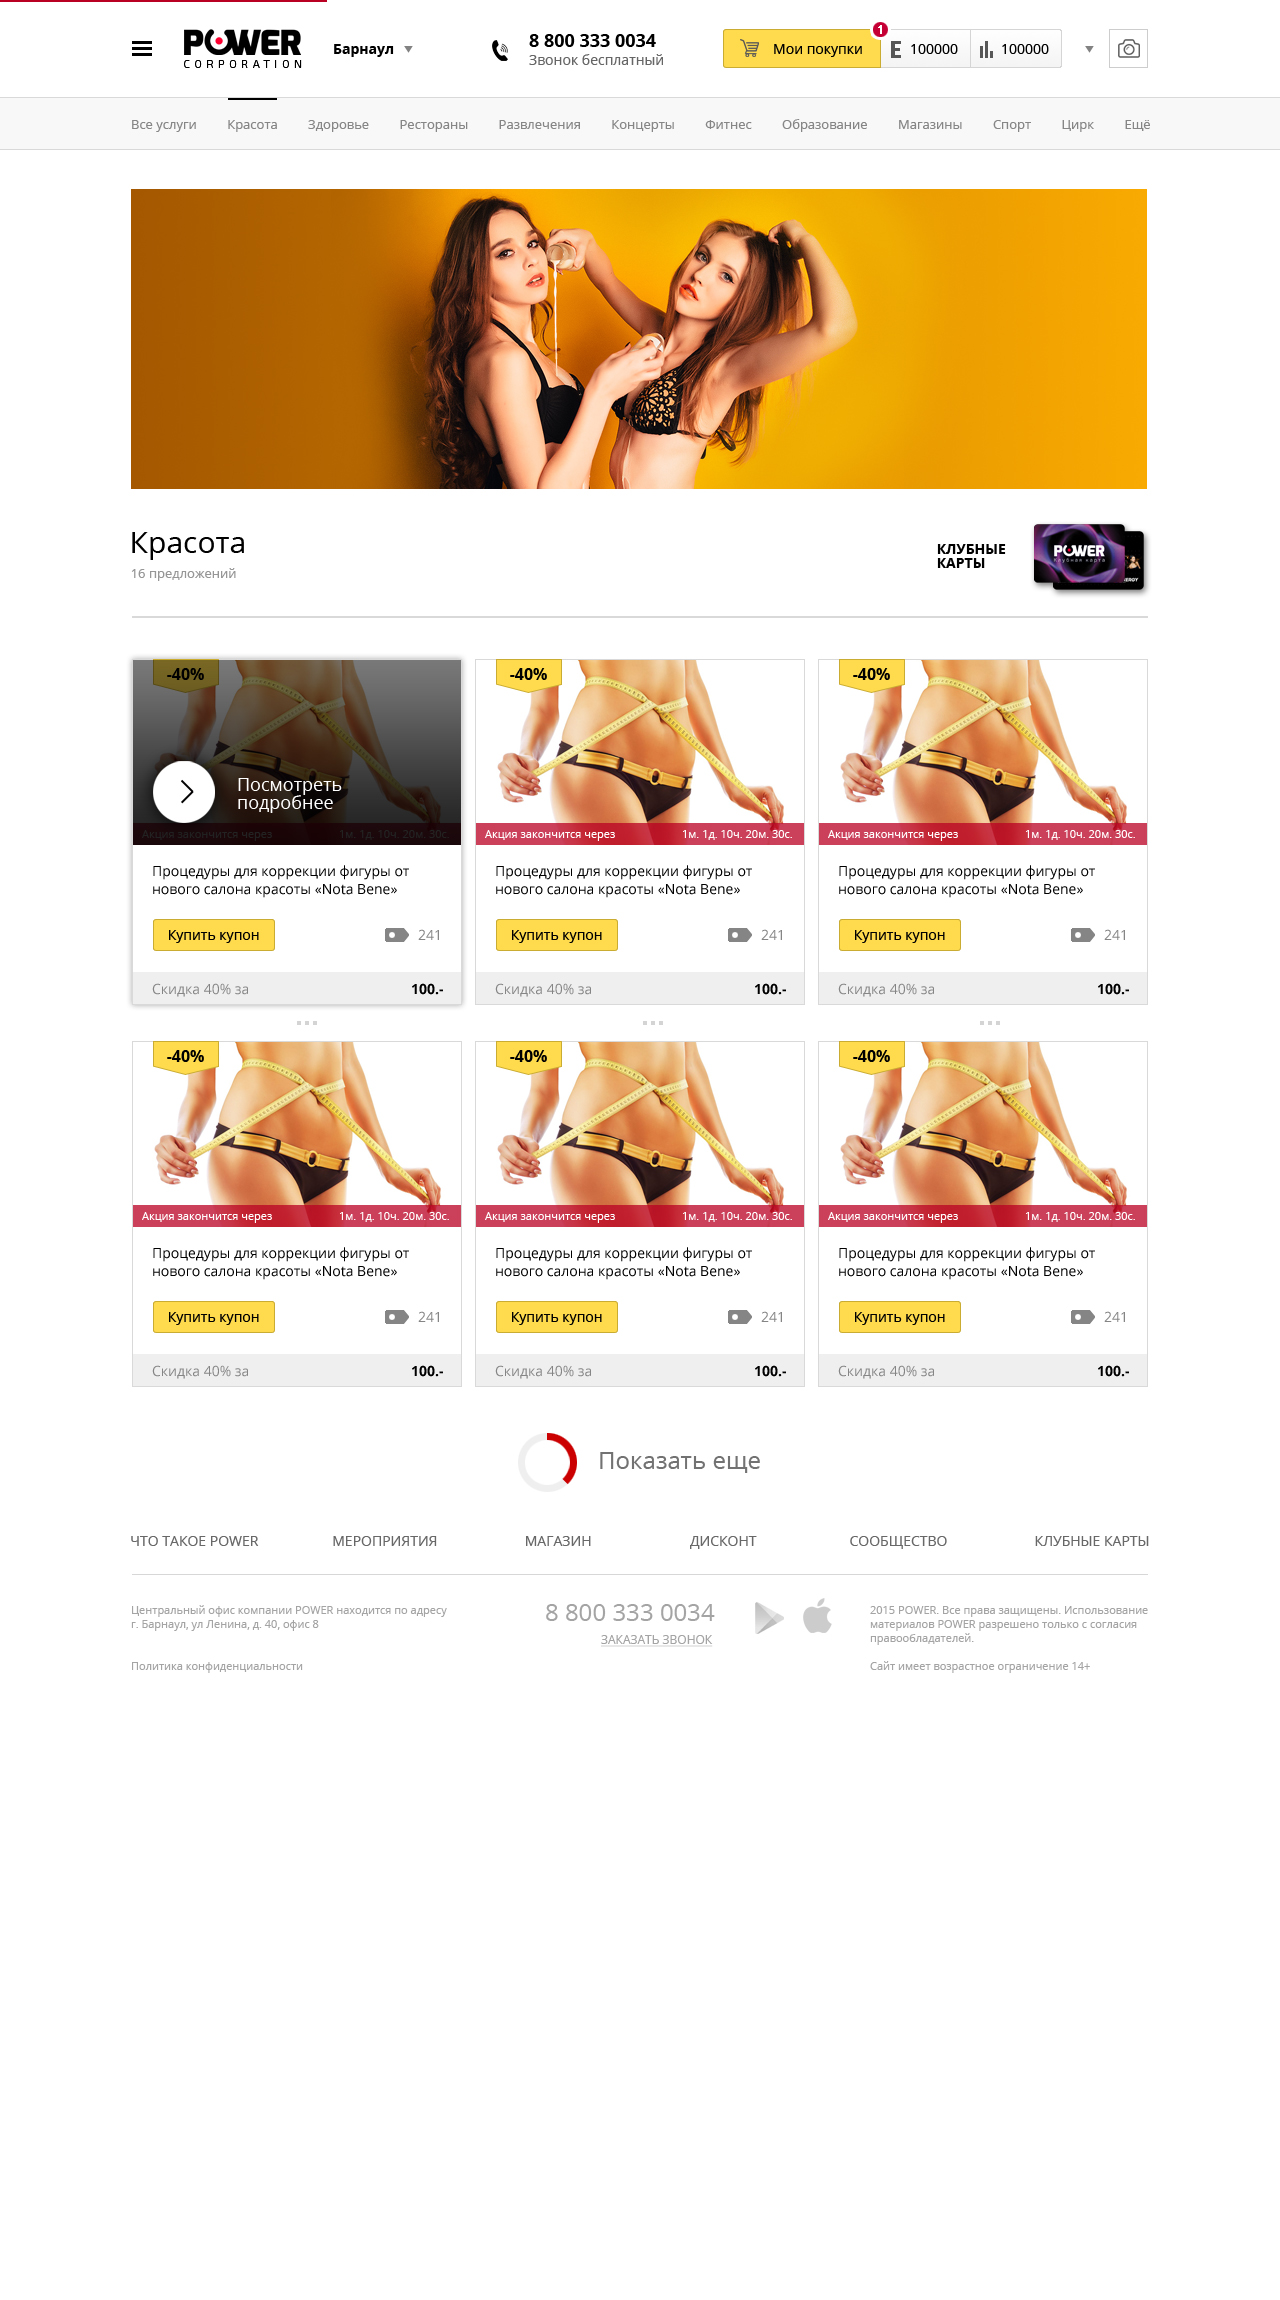 POWER
CORPORATION
Барнаул
8 800 333 0034
Звонок бесплатный
Мои покупки
1
E 100000
100000
Все услуги Красота Здоровье Рестораны Развлечения Концерты Фитнес Образование Магазины Спорт Цирк Ещё
Красота
16 предложений
КЛУБНЫЕ
КАРТЫ
POWER
Клубная карта
-40%
Посмотреть
подробнее
Акция закончится через 1м. 1д. 10ч. 20м. 30с.
Процедуры для коррекции фигуры от
нового салона красоты «Nota Bene»
Купить купон 241
Скидка 40% за 100.-
-40%
Акция закончится через 1м. 1д. 10ч. 20м. 30с.
Процедуры для коррекции фигуры от
нового салона красоты «Nota Bene»
Купить купон 241
Скидка 40% за 100.-
-40%
Акция закончится через 1м. 1д. 10ч. 20м. 30с.
Процедуры для коррекции фигуры от
нового салона красоты «Nota Bene»
Купить купон 241
Скидка 40% за 100.-
-40%
Акция закончится через 1м. 1д. 10ч. 20м. 30с.
Процедуры для коррекции фигуры от
нового салона красоты «Nota Bene»
Купить купон 241
Скидка 40% за 100.-
-40%
Акция закончится через 1м. 1д. 10ч. 20м. 30с.
Процедуры для коррекции фигуры от
нового салона красоты «Nota Bene»
Купить купон 241
Скидка 40% за 100.-
-40%
Акция закончится через 1м. 1д. 10ч. 20м. 30с.
Процедуры для коррекции фигуры от
нового салона красоты «Nota Bene»
Купить купон 241
Скидка 40% за 100.-
Показать еще
ЧТО ТАКОЕ POWER МЕРОПРИЯТИЯ МАГАЗИН ДИСКОНТ СООБЩЕСТВО КЛУБНЫЕ КАРТЫ
Центральный офис компании POWER находится по адресу
г. Барнаул, ул Ленина, д. 40, офис 8
Политика конфиденциальности
8 800 333 0034
ЗАКАЗАТЬ ЗВОНОК
2015 POWER. Все права защищены. Использование
материалов POWER разрешено только с согласия
правообладателей.
Сайт имеет возрастное ограничение 14+